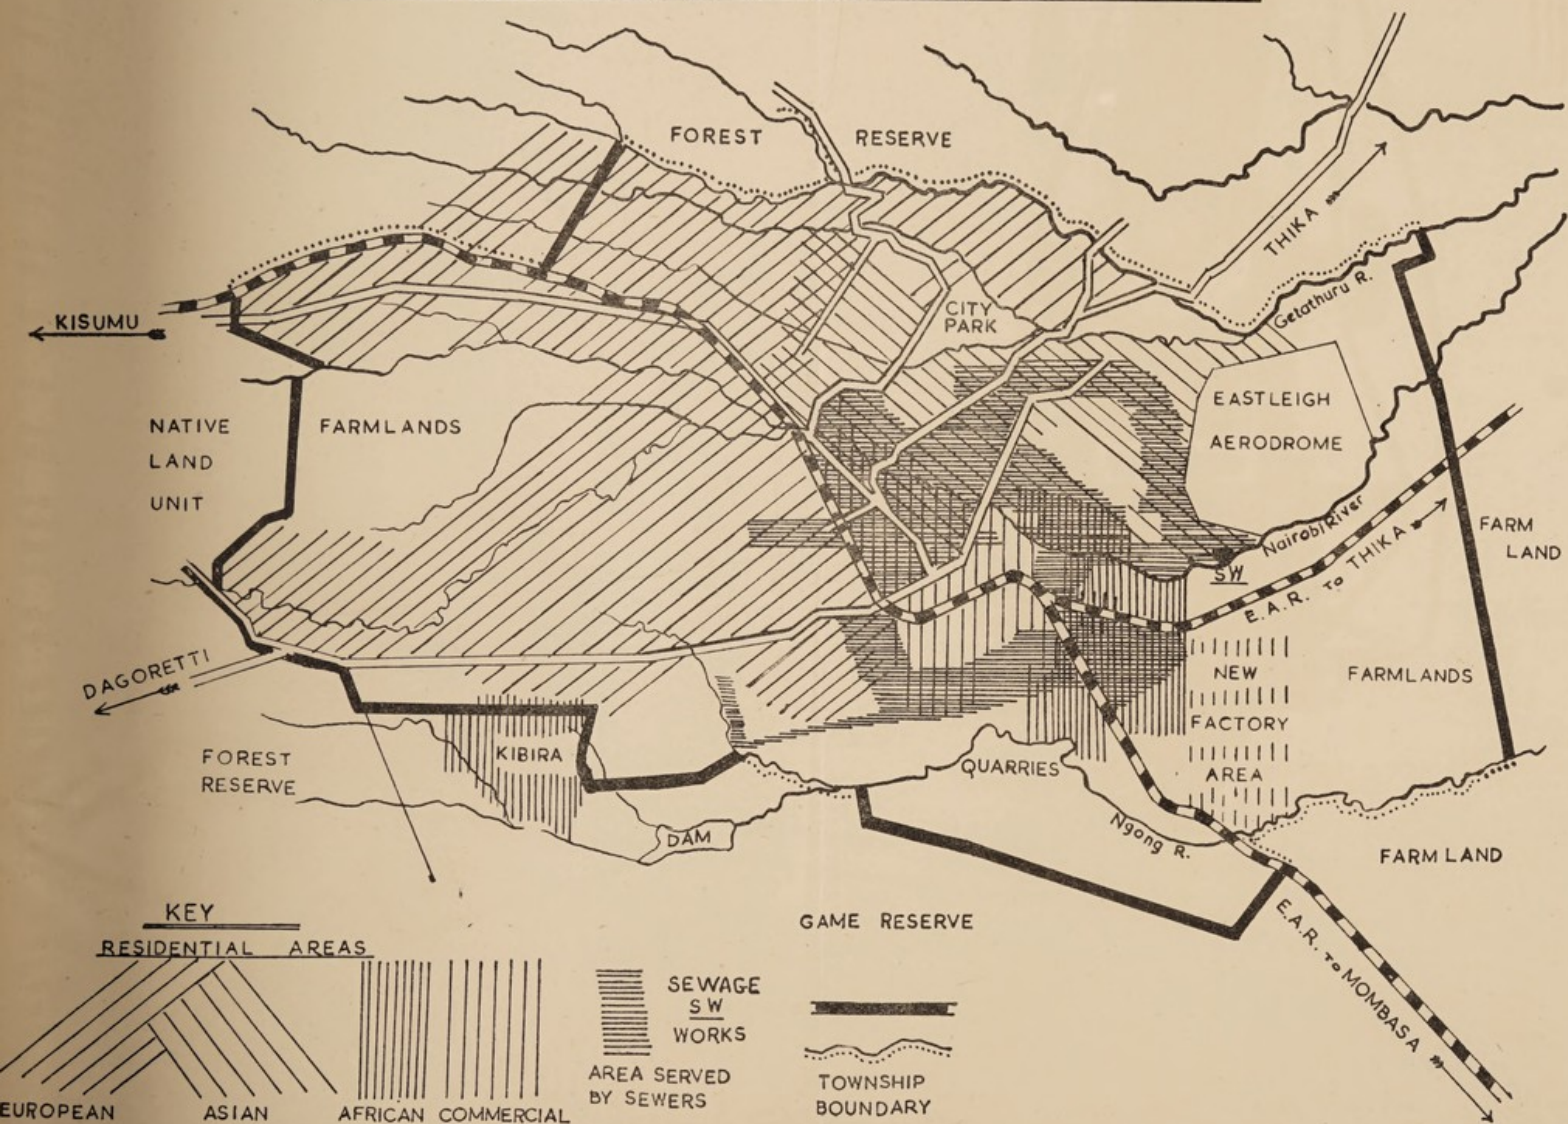 FOREST RESERVE
THIKA
Getathuru R.
KISUMU
CITY
PARK
NATIVE
LAND
UNIT
FARMLANDS
EASTLEIGH
AERODROME
Nairobi River
SW
E.A.R. TO THIKA
FARM
LAND
DAGORETTI
NEW
FACTORY
AREA
FARMLANDS
FOREST
RESERVE
KIBIRA
QUARRIES
DAM
Ngong R.
FARM LAND
GAME RESERVE
E.A.R. TO MOMBASA
KEY
RESIDENTIAL AREAS
EUROPEAN
ASIAN
AFRICAN
COMMERCIAL
SEWAGE
SW
WORKS
AREA SERVED
BY SEWERS
TOWNSHIP
BOUNDARY